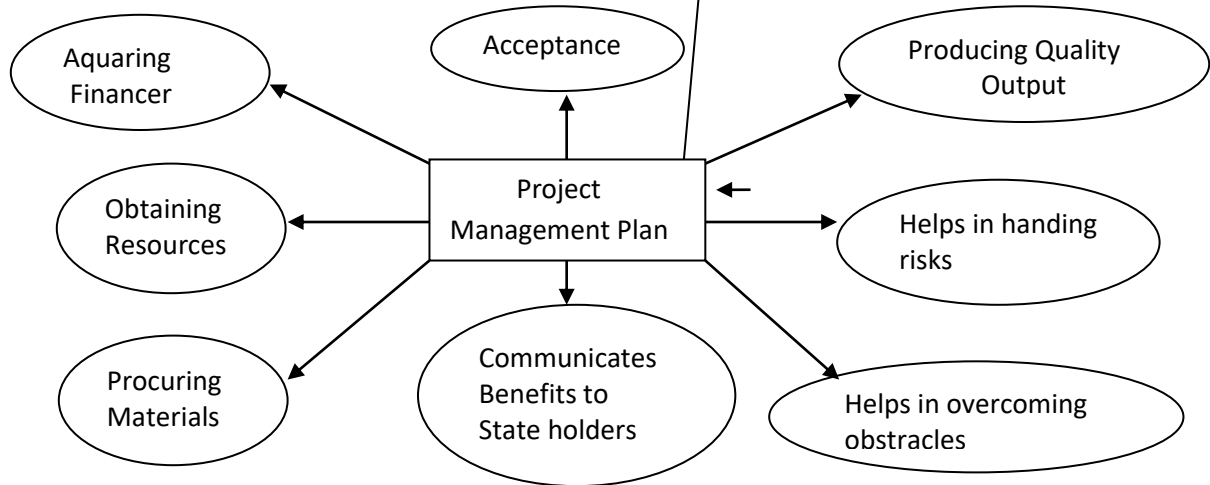 Aquaring
Financer
Acceptance
Producing Quality
Output
Obtaining
Resources
Project
Management Plan
Helps in handing
risks
Procuring
Materials
Communicates
Benefits to
State holders
Helps in overcoming
obstracles